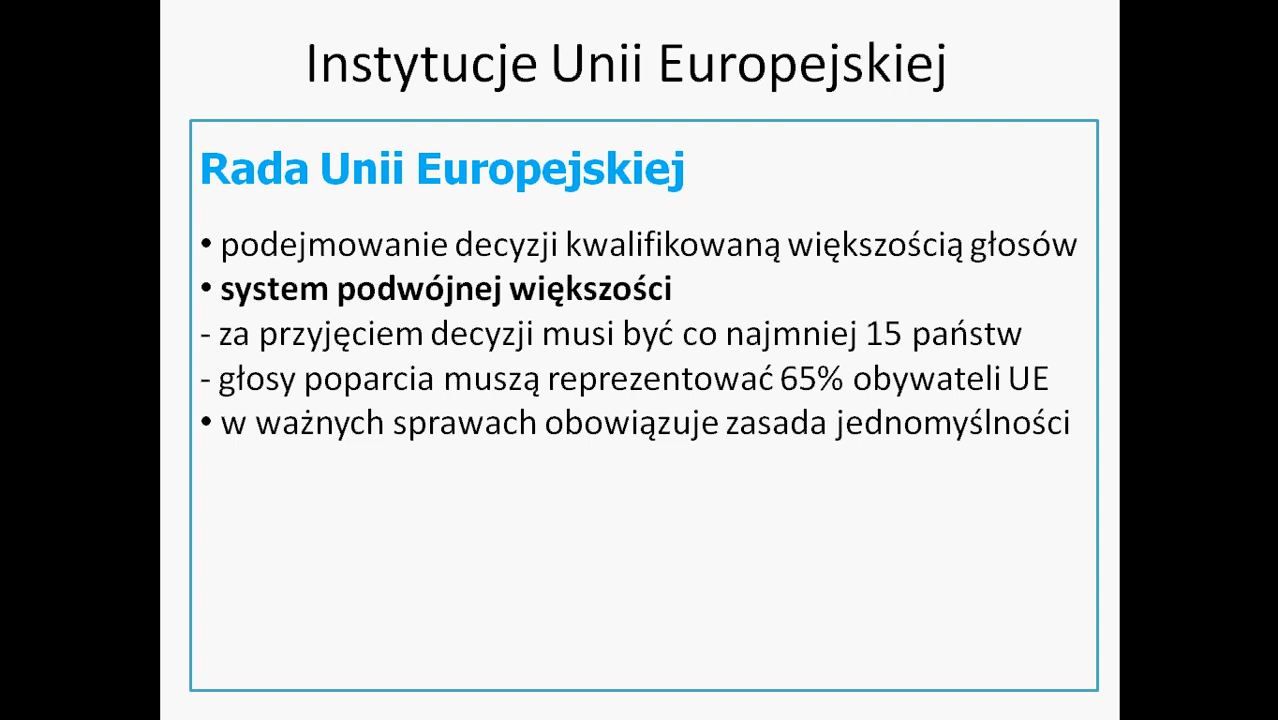 Instytucje Unii Europejskiej
Rada Unii Europejskiej
• podejmowanie decyzji kwalifikowaną większością głosów
• system podwójnej większości
- za przyjęciem decyzji musi być co najmniej 15 państw
- głosy poparcia muszą reprezentować 65% obywateli UE
• w ważnych sprawach obowiązuje zasada jednomyślności